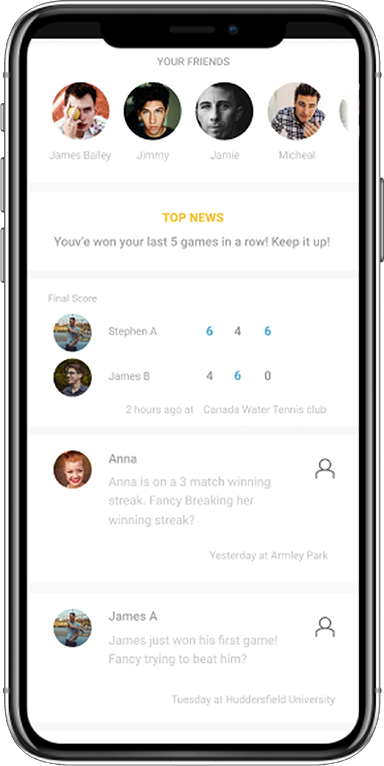 YOUR FRIENDS
James Bailey Jimmy Jamie Micheal
TOP NEWS
Youv'e won your last 5 games in a row! Keep it up!
Final Score
Stephen A 6 4 6
James B 4 6 0
2 hours ago at Canada Water Tennis club
Anna
Anna is on a 3 match winning
streak. Fancy Breaking her
winning streak?
Yesterday at Armley Park
James A
James just won his first game!
Fancy trying to beat him?
Tuesday at Huddersfield University